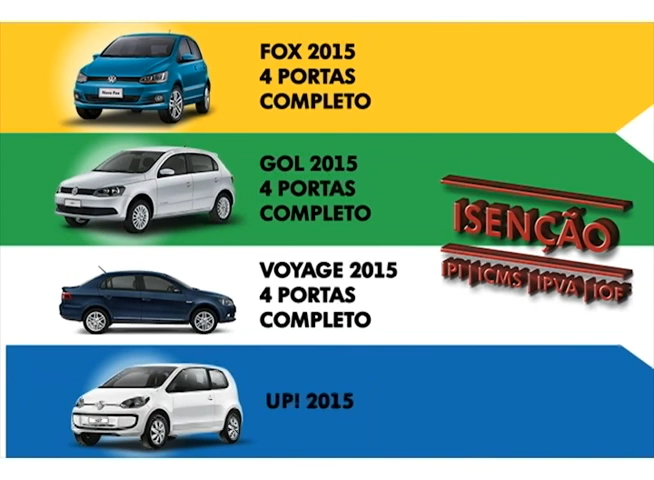 FOX 2015
4 PORTAS
COMPLETO
GOL 2015
4 PORTAS
COMPLETO
ISENÇÃO
IPI ICMS IPVA IOF
VOYAGE 2015
4 PORTAS
COMPLETO
UP! 2015